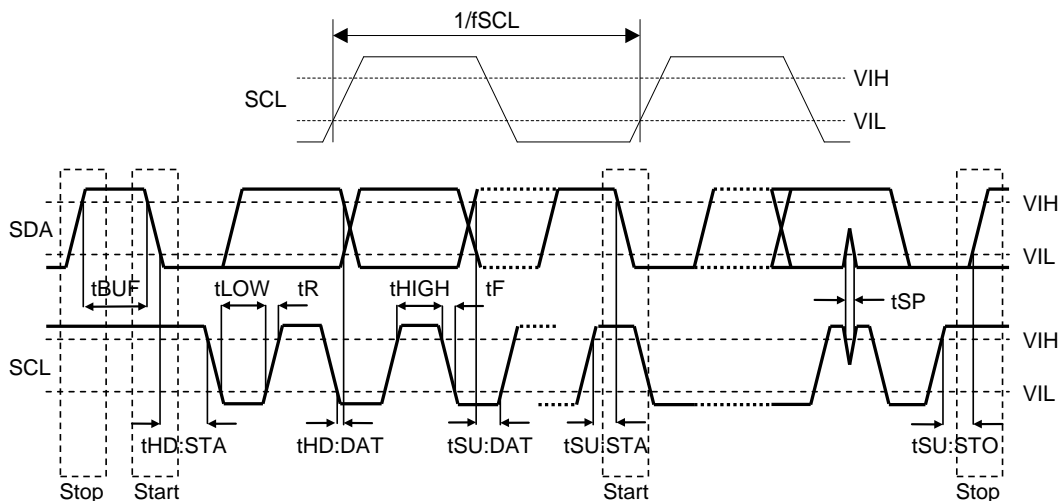 1/fSCL
VIH
SCL
VIL
VIH
SDA
VIL
tBUF
tLOW
tR
tHIGH
tF
tSP
VIH
SCL
VIL
tHD:STA
tHD:DAT
tSU:DAT
tSU:STA
tSU:STO
Stop
Start
Start
Stop